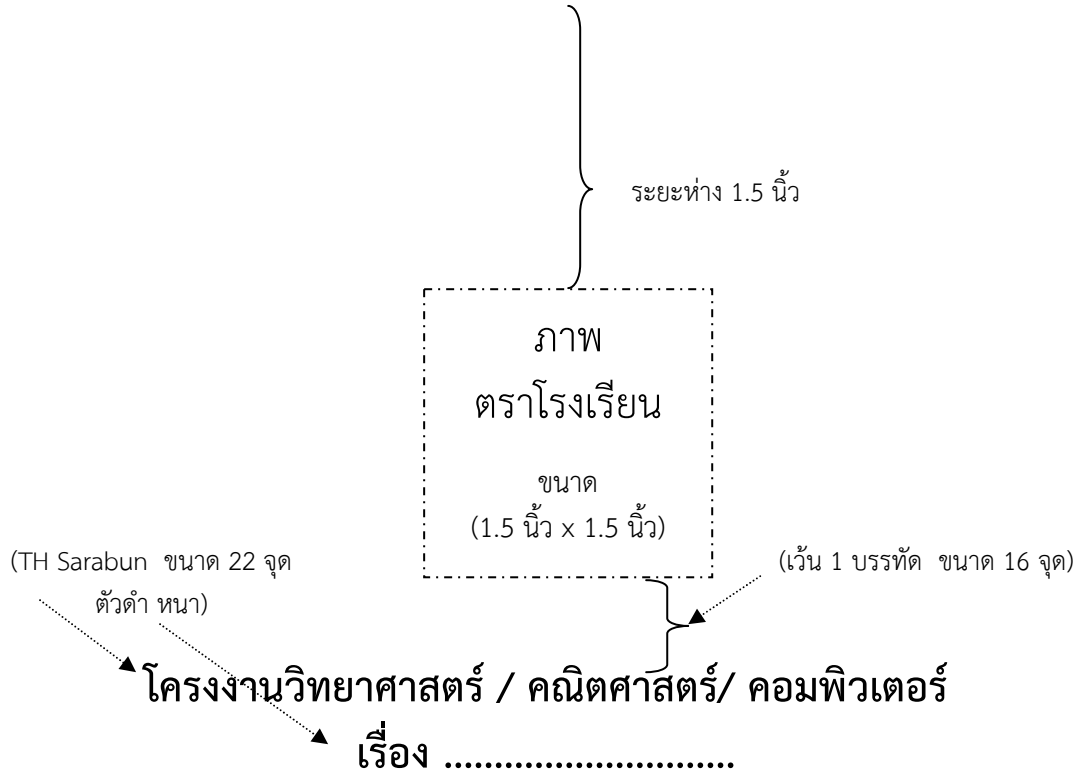 ระยะห่าง 1.5 นิ้ว
ภาพ
ตราโรงเรียน
ขนาด
(1.5 นิ้ว x 1.5 นิ้ว)
(TH Sarabun ขนาด 22 จุด
ตัวดำ หนา)
(เว้น 1 บรรทัด ขนาด 16 จุด)
โครงงานวิทยาศาสตร์ / คณิตศาสตร์/ คอมพิวเตอร์
เรื่อง .............................